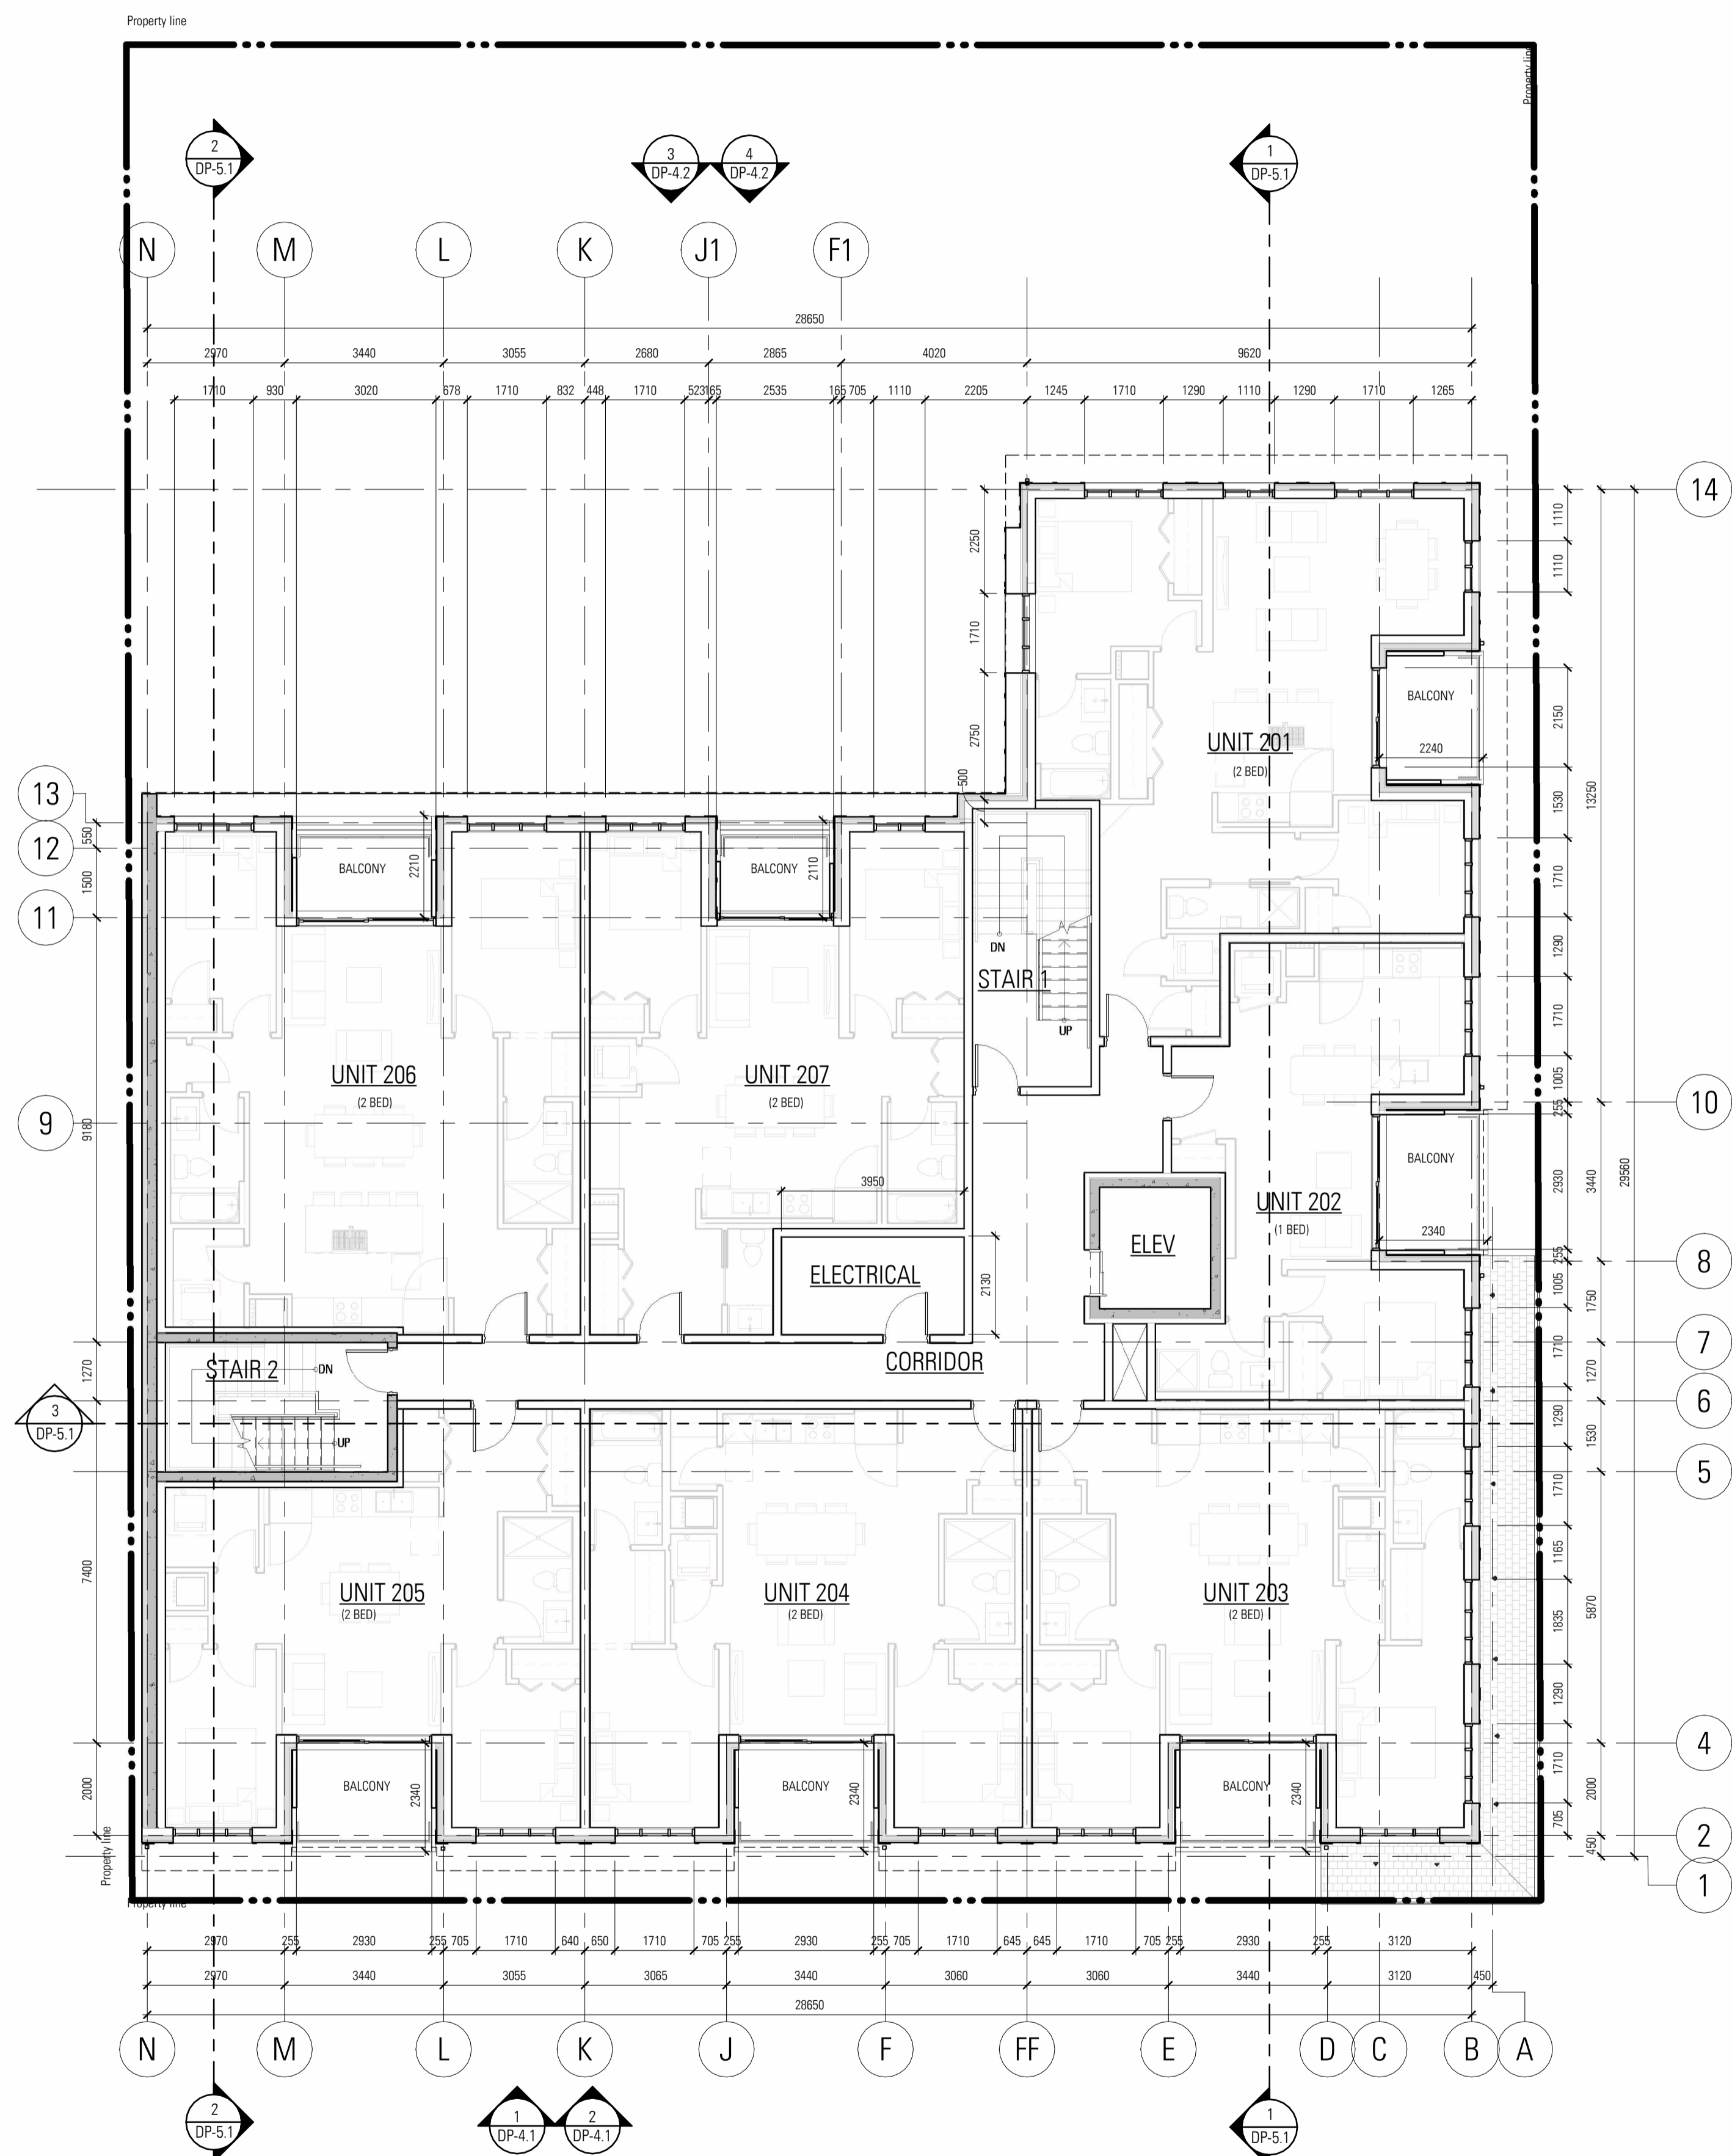 Property line
Property line
2
DP-5.1
3
DP-4.2
4
DP-4.2
1
DP-5.1
N
M
L
K
J1
F1
28650
2970
3440
3055
2680
2865
4020
9620
1710
930
3020
678
1710
832
448
1710
523
165
2535
165
705
1110
2205
1245
1710
1290
1110
1290
1710
1265
14
2250
1110
1110
1710
BALCONY
2750
2150
2240
UNIT 201
(2 BED)
600
13
550
12
1530
13250
BALCONY
2210
BALCONY
2110
1500
11
1710
DN
STAIR 1
1290
UP
1710
UNIT 206
(2 BED)
UNIT 207
(2 BED)
1005
10
255
9
9180
BALCONY
2930
3440
29560
3950
UNIT 202
(1 BED)
2340
ELEV
255
8
ELECTRICAL
2130
1005
1750
7
CORRIDOR
1710
1270
STAIR 2
DN
1270
6
3
DP-5.1
1290
1530
UP
5
1710
1165
7400
UNIT 205
(2 BED)
UNIT 204
(2 BED)
UNIT 203
(2 BED)
5870
1835
1290
4
BALCONY
2340
BALCONY
2340
BALCONY
2340
2000
1710
2000
705
2
450
Property line
1
Property line
2970
255
2930
255
705
1710
640
650
1710
705
255
2930
255
705
1710
645
645
1710
705
255
2930
255
3120
2970
3440
3055
3065
3440
3060
3060
3440
3120
450
28650
N
M
L
K
J
F
FF
E
D
C
B
A
2
DP-5.1
1
DP-4.1
2
DP-4.1
1
DP-5.1